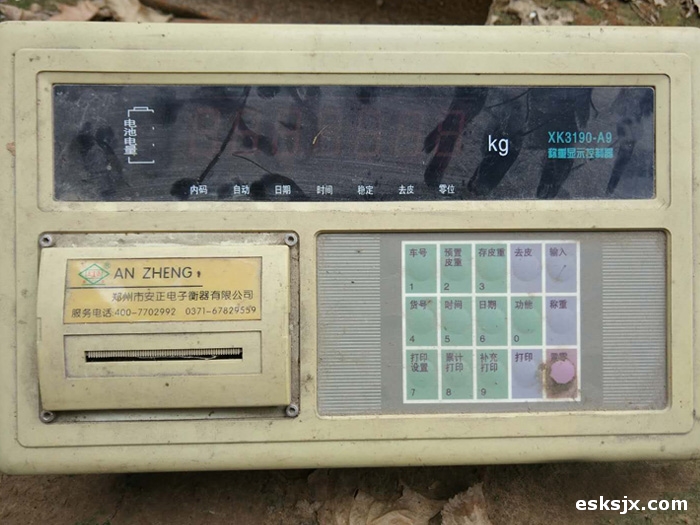 电池电量
kg
XK3190-A9
称重显示控制器
内码 自动 日期 时间 稳定 去皮 零位
AN ZHENG
郑州市安正电子衡器有限公司
服务电话:400-7702992 0371-67829559
车号 预置皮重 存皮重 去皮 输入
1 2 3
货号 时间 日期 功能 称重
4 5 6 0
打印设置 累计打印 补充打印 打印
7 8 9
esksjx.com